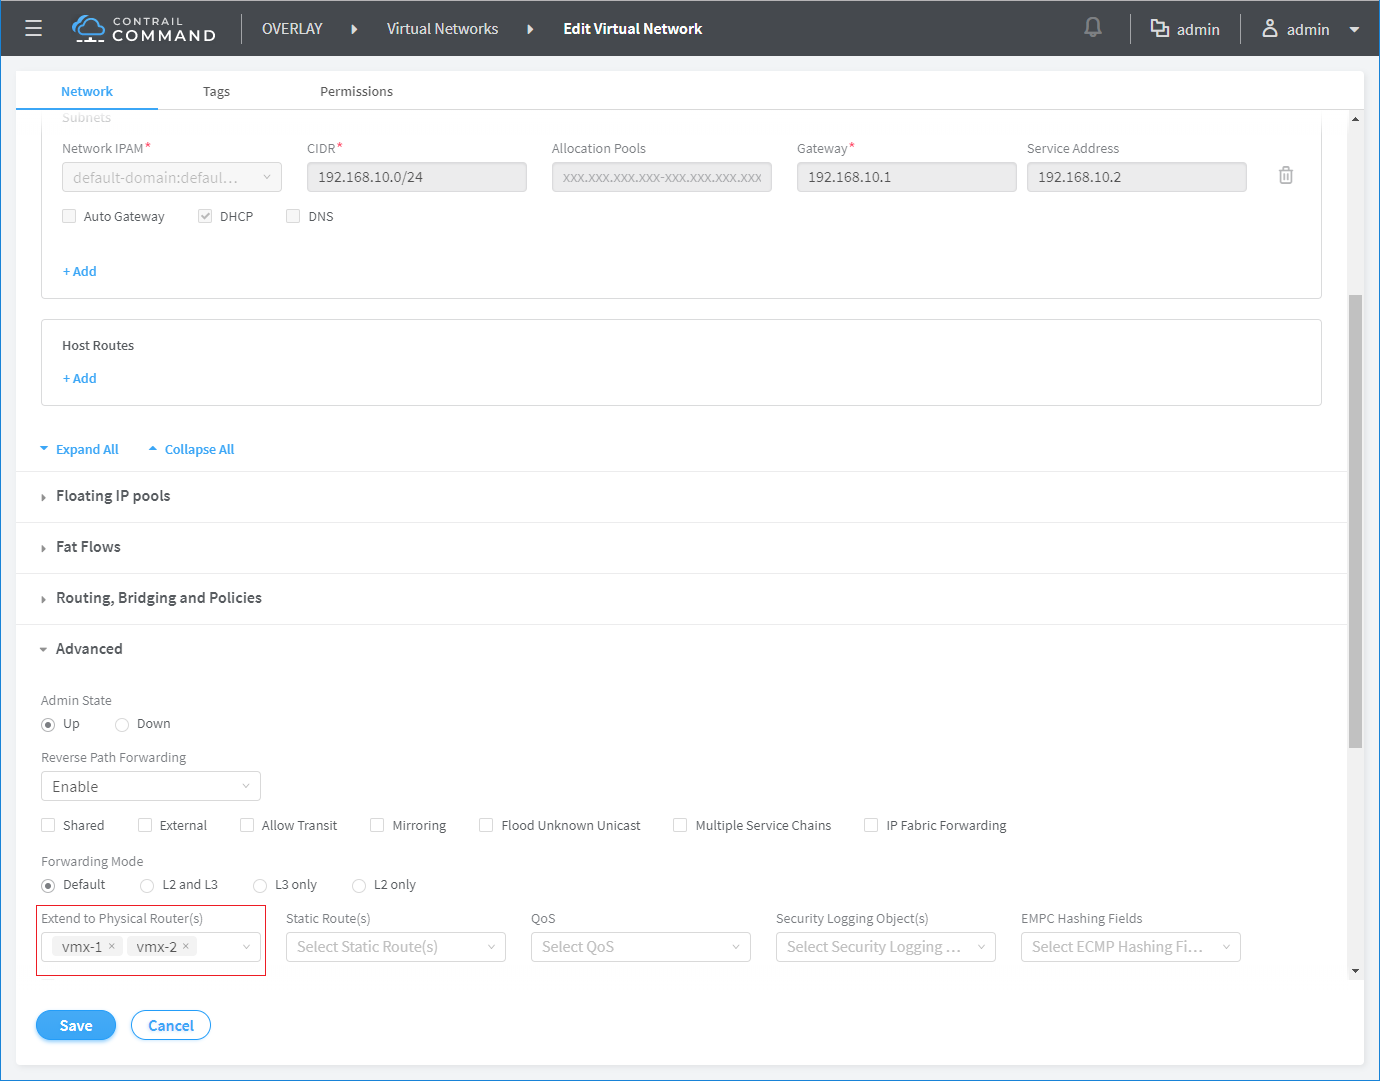 CONTRAIL
COMMAND
OVERLAY
Virtual Networks
Edit Virtual Network
admin
admin
Network
Tags
Permissions
Subnets
Network IPAM*
CIDR*
Allocation Pools
Gateway*
Service Address
default-domain:defaul...
192.168.10.0/24
xxx.xxx.xxx.xxx-xxx.xxx.xxx.xxx
192.168.10.1
192.168.10.2
Auto Gateway
DHCP
DNS
+ Add
Host Routes
+ Add
Expand All
Collapse All
Floating IP pools
Fat Flows
Routing, Bridging and Policies
Advanced
Admin State
Up
Down
Reverse Path Forwarding
Enable
Shared
External
Allow Transit
Mirroring
Flood Unknown Unicast
Multiple Service Chains
IP Fabric Forwarding
Forwarding Mode
Default
L2 and L3
L3 only
L2 only
Extend to Physical Router(s)
Static Route(s)
QoS
Security Logging Object(s)
EMPC Hashing Fields
vmx-1 ×
vmx-2 ×
Select Static Route(s)
Select QoS
Select Security Logging ...
Select ECMP Hashing Fi...
Save
Cancel